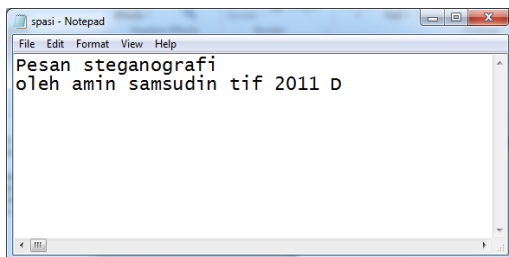 spasi - Notepad
File Edit Format View Help
Pesan steganografi
oleh amin samsudin tif 2011 D